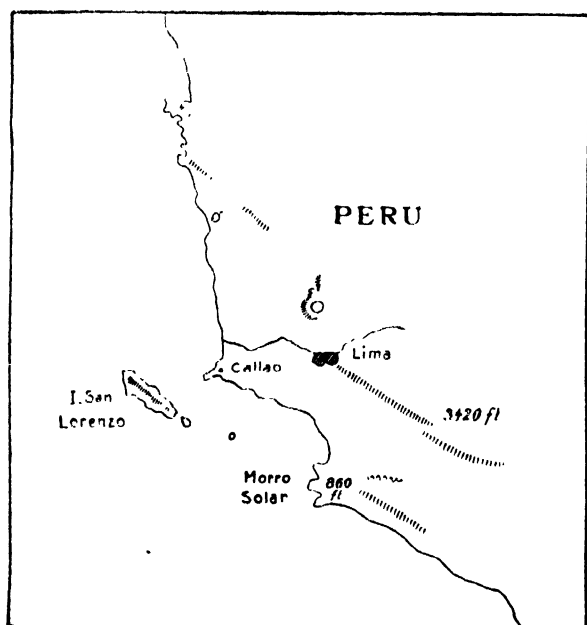 PERU
Lima
Callao
I. San
Lorenzo
3420 ft
Morro
Solar
860
ft